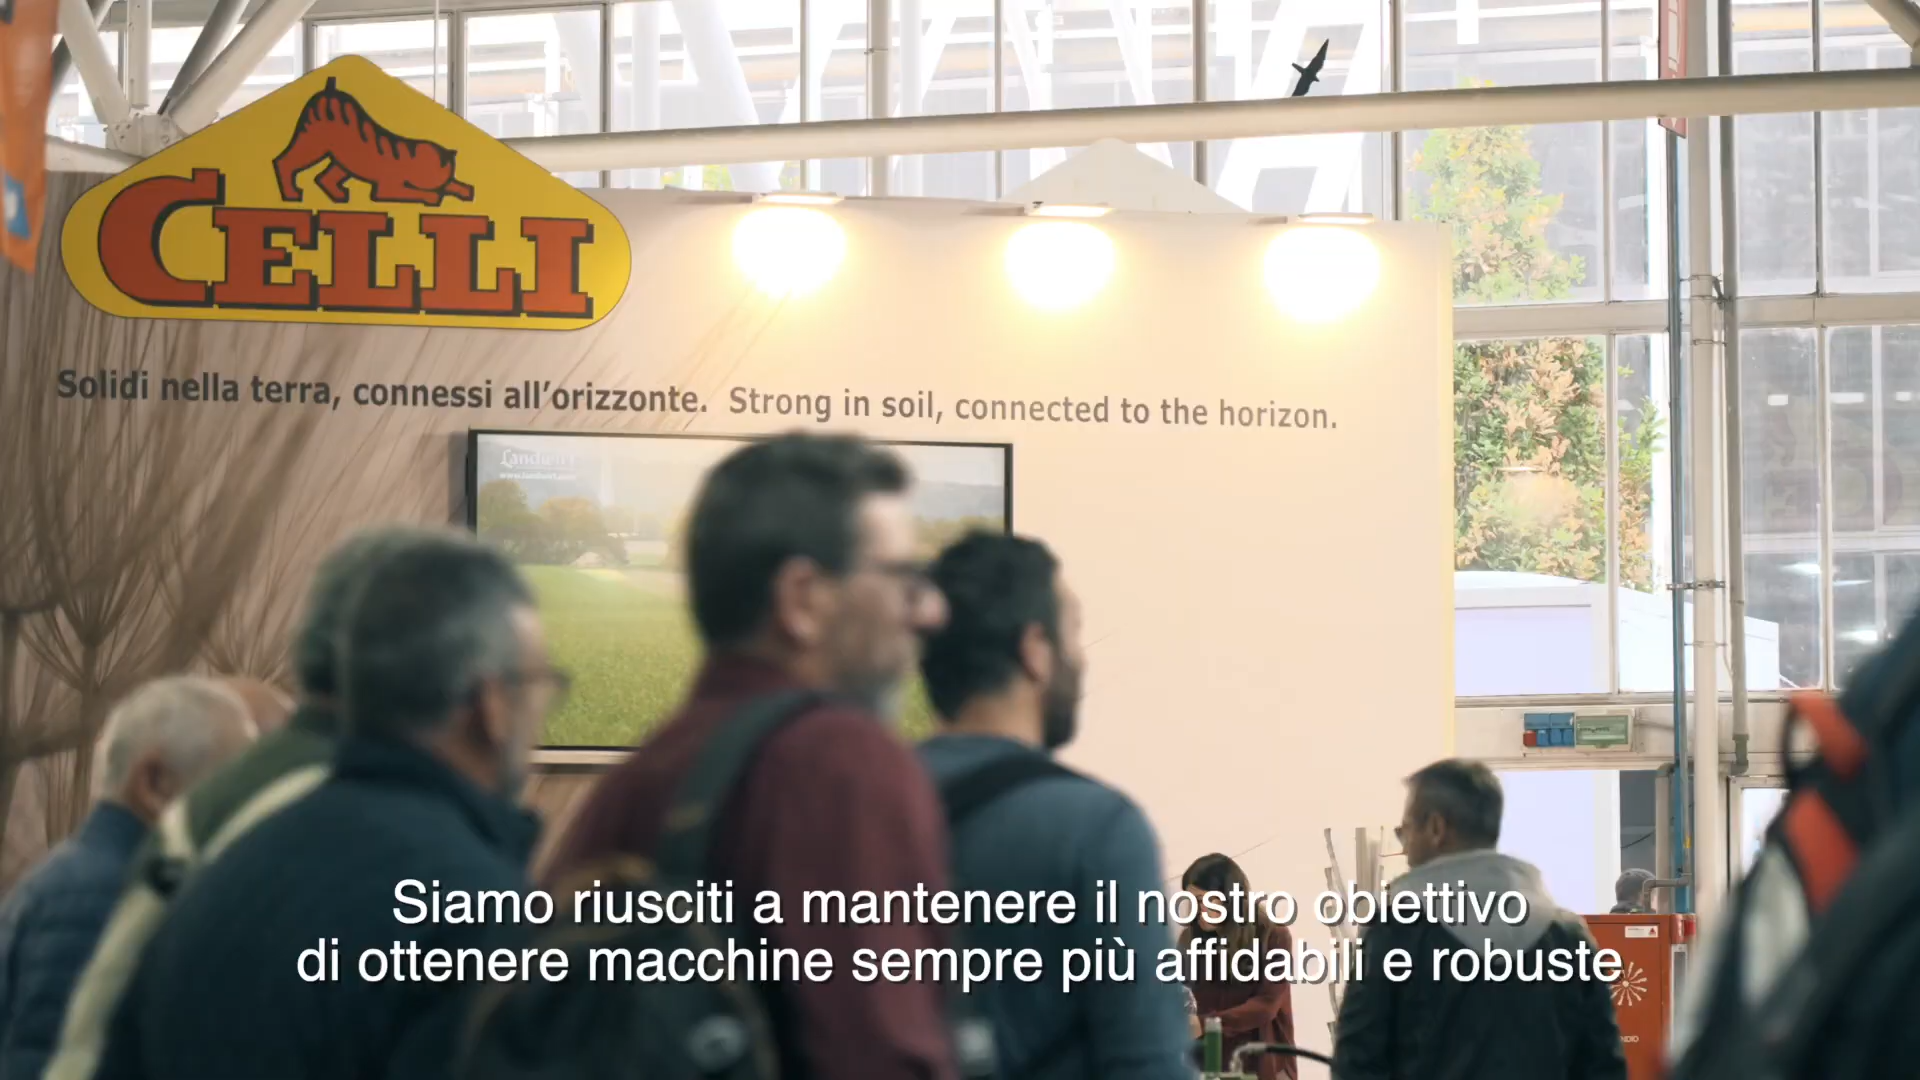 CELLI
Solidi nella terra, connessi all'orizzonte. Strong in soil, connected to the horizon.
Siamo riusciti a mantenere il nostro obiettivo
di ottenere macchine sempre più affidabili e robuste